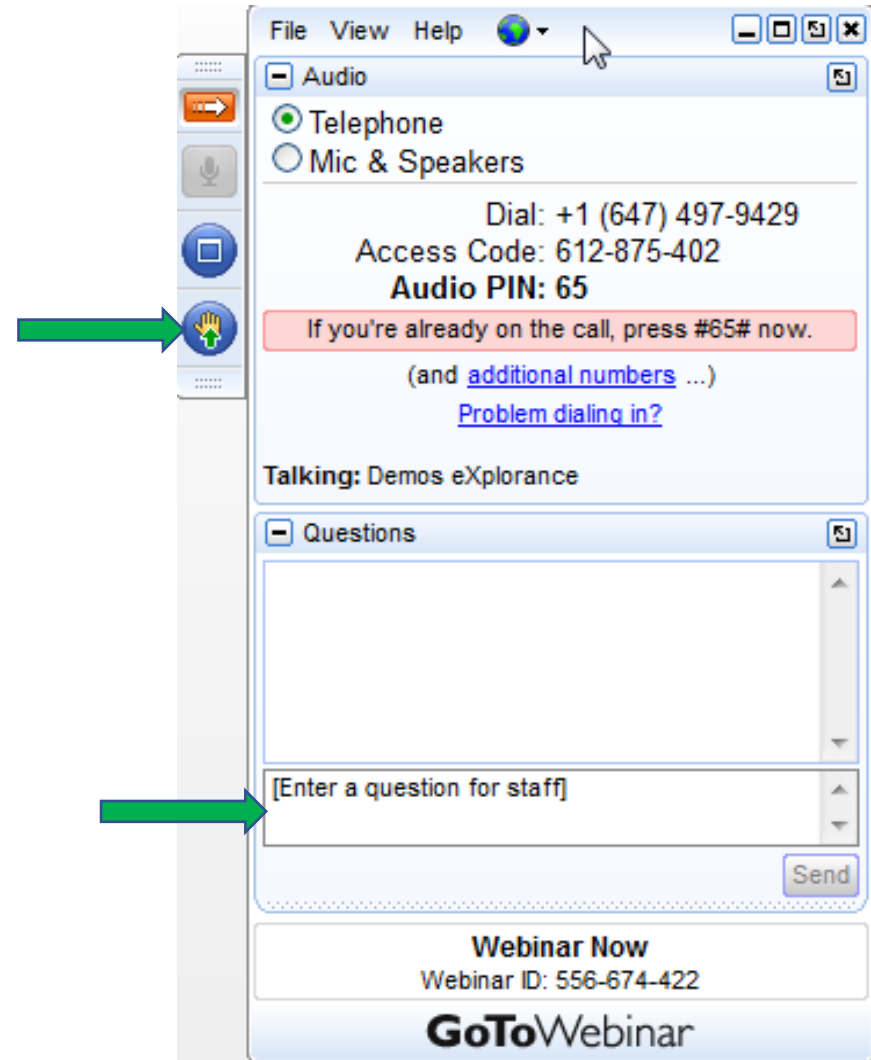 File View Help
Audio
Telephone
Mic & Speakers
Dial: +1 (647) 497-9429
Access Code: 612-875-402
Audio PIN: 65
If you're already on the call, press #65# now.
(and additional numbers ...)
Problem dialing in?
Talking: Demos eXplorance
Questions
[Enter a question for staff]
Send
Webinar Now
Webinar ID: 556-674-422
GoToWebinar